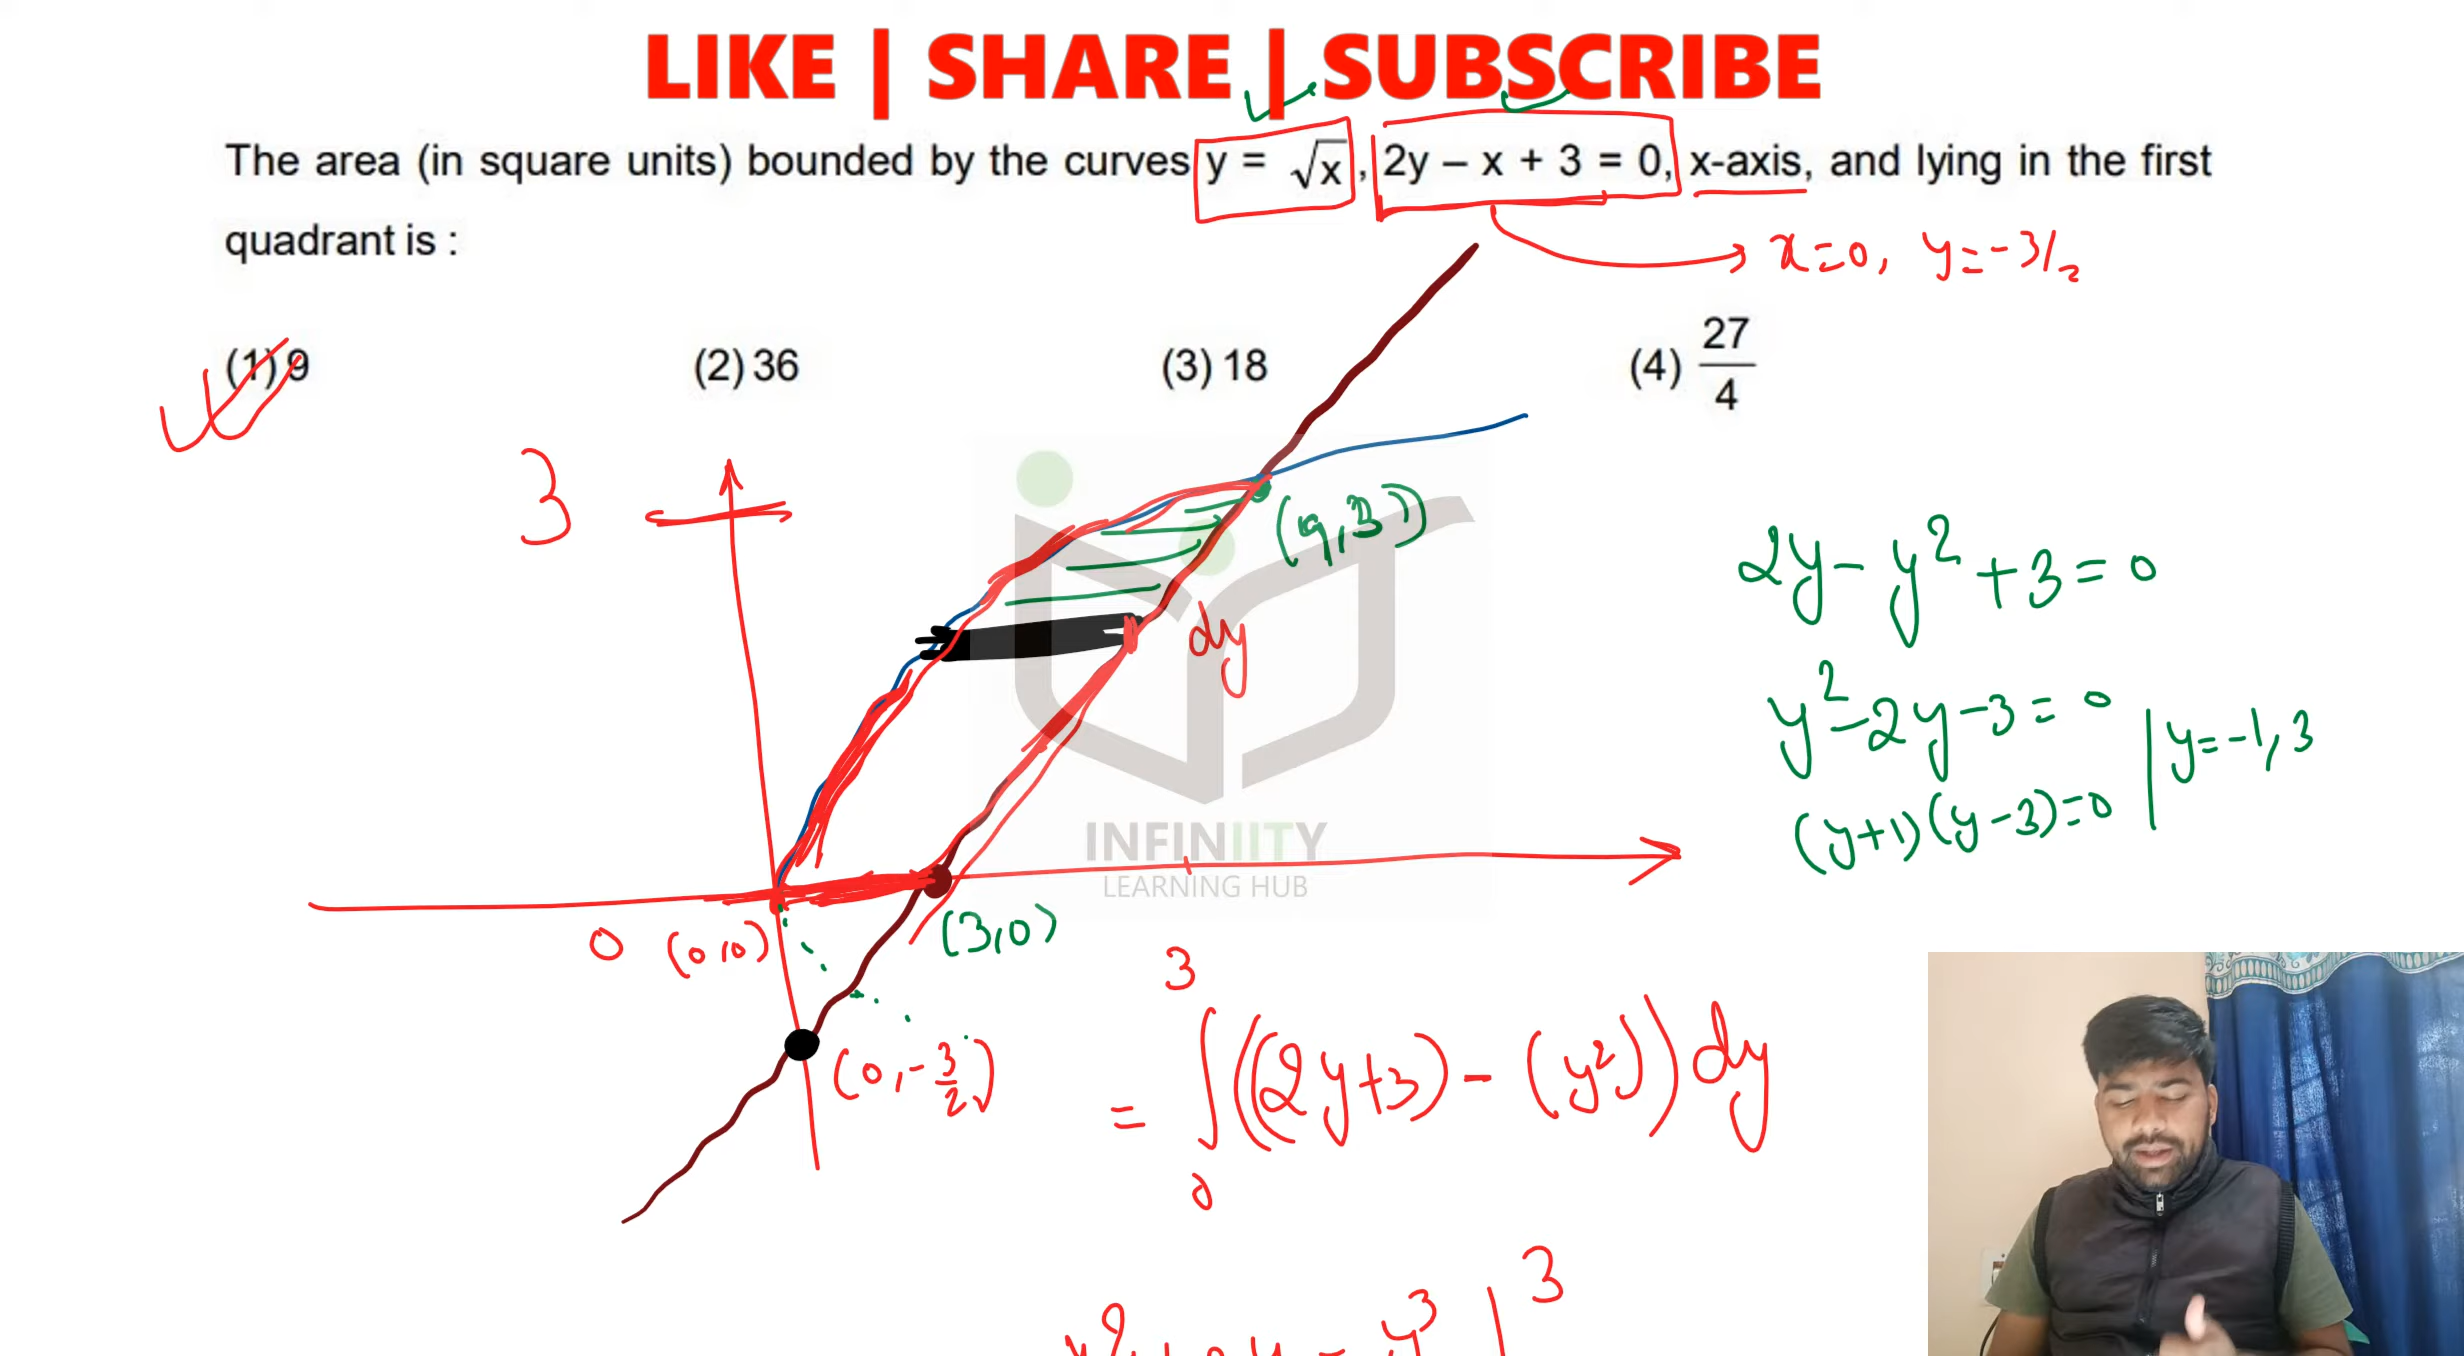 LIKE | SHARE | SUBSCRIBE
The area (in square units) bounded by the curves y = √x, 2y – x + 3 = 0, x-axis, and lying in the first
quadrant is :
x=0, y=-3/2
(1) 9 (2) 36 (3) 18 (4) 27/4
3
(9,3)
2y-y²+3=0
dy
y²-2y-3=0
y=-1,3
(y+1)(y-3)=0
INFINIITY
LEARNING HUB
0 (0,0) (3,0)
(0,-3/2)
= ∫₀³((2y+3)-(y²))dy
y³ | 3